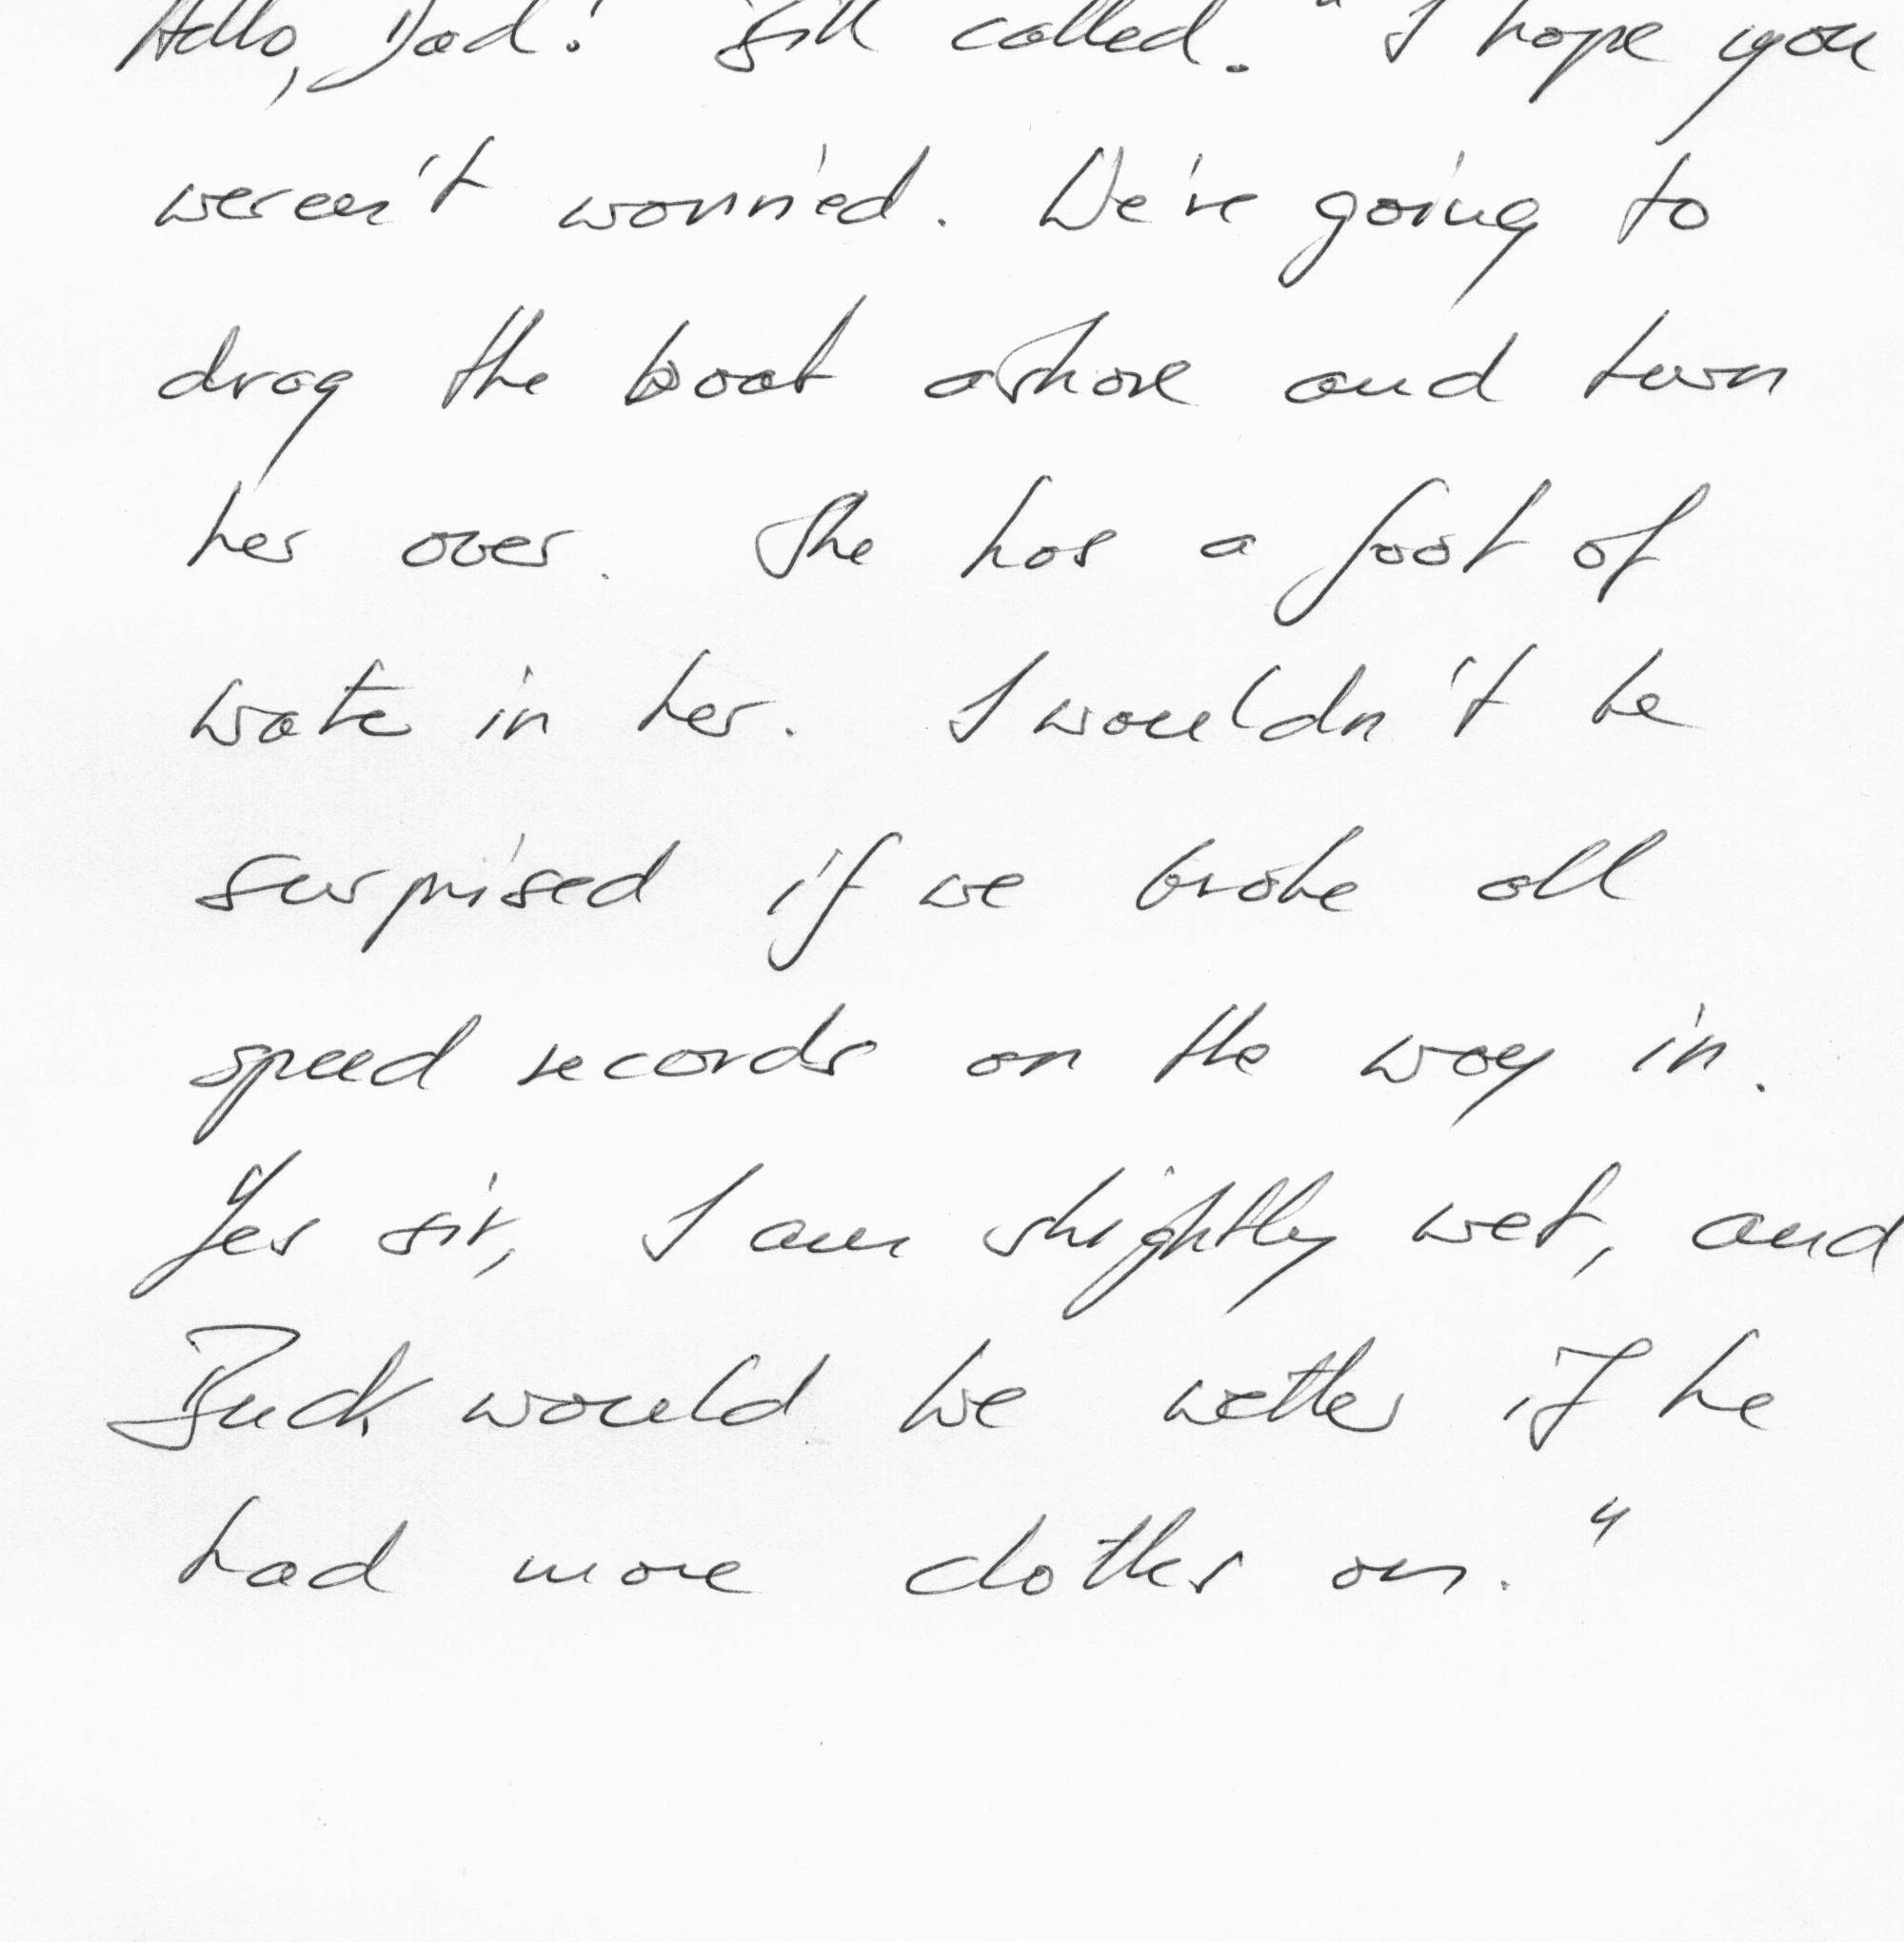 Hello, Dad! Bill called. "I hope you
weren't worried. We're going to
drag the boat ashore and turn
her over. She has a foot of
water in her. I wouldn't be
surprised if we broke all
speed records on the way in.
Yes sir, I am slightly wet, and
Buck would be wetter if he
had more clothes on."